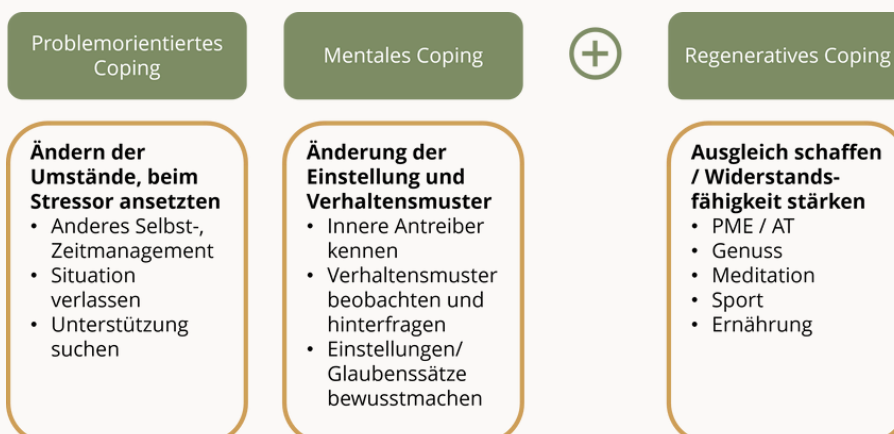 Problemorientiertes
Coping
Ändern der
Umstände, beim
Stressor ansetzten
• Anderes Selbst-,
Zeitmanagement
• Situation
verlassen
• Unterstützung
suchen
Mentales Coping
Änderung der
Einstellung und
Verhaltensmuster
• Innere Antreiber
kennen
• Verhaltensmuster
beobachten und
hinterfragen
• Einstellungen/
Glaubenssätze
bewusstmachen
+
Regeneratives Coping
Ausgleich schaffen
/ Widerstands-
fähigkeit stärken
• PME / AT
• Genuss
• Meditation
• Sport
• Ernährung